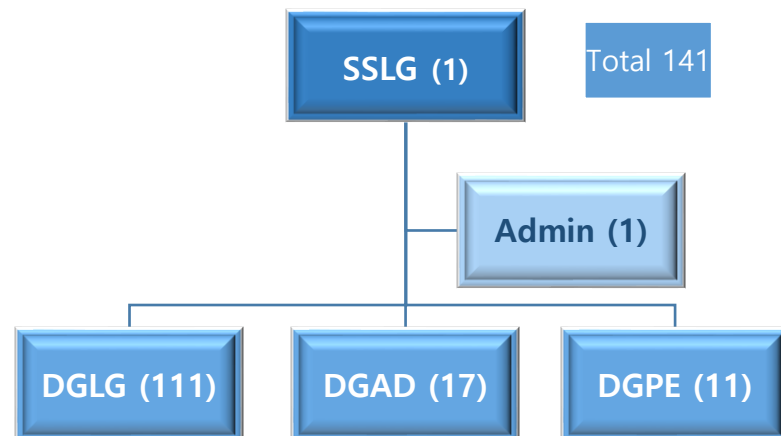 SSLG (1)
Total 141
Admin (1)
DGLG (111)
DGAD (17)
DGPE (11)